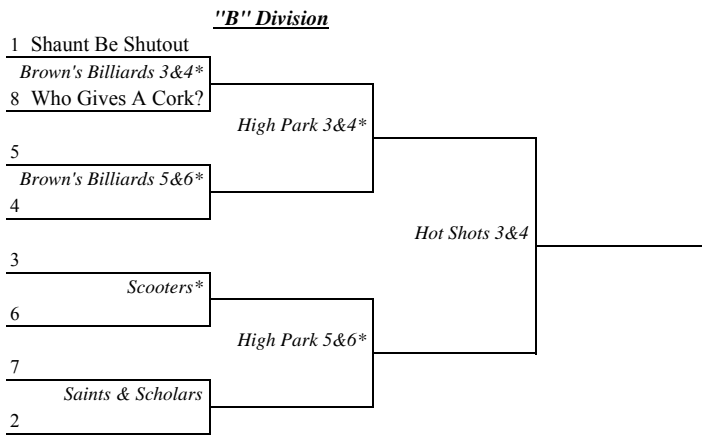 "B" Division
1 Shaunt Be Shutout
Brown's Billiards 3&4*
8 Who Gives A Cork?
High Park 3&4*
5
Brown's Billiards 5&6*
4
Hot Shots 3&4
3
Scooters*
6
High Park 5&6*
7
Saints & Scholars
2